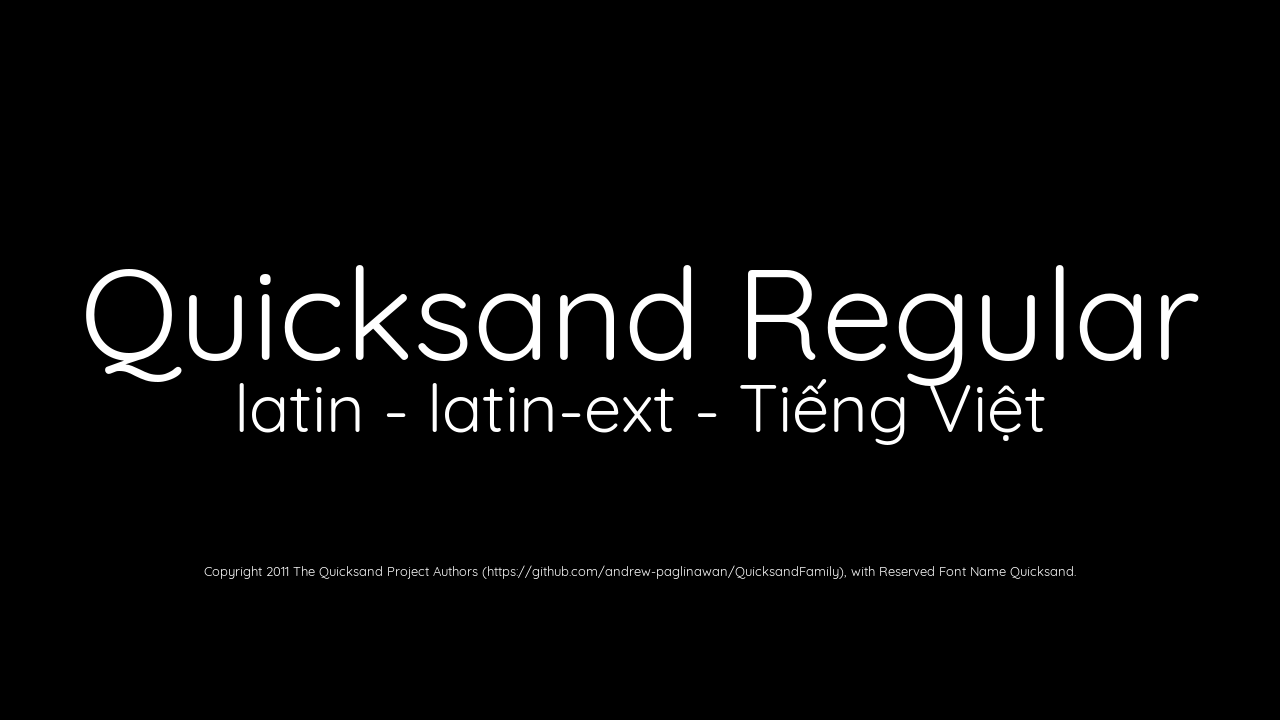 Quicksand Regular
latin - latin-ext - Tiếng Việt
Copyright 2011 The Quicksand Project Authors (https://github.com/andrew-paglinawan/QuicksandFamily), with Reserved Font Name Quicksand.